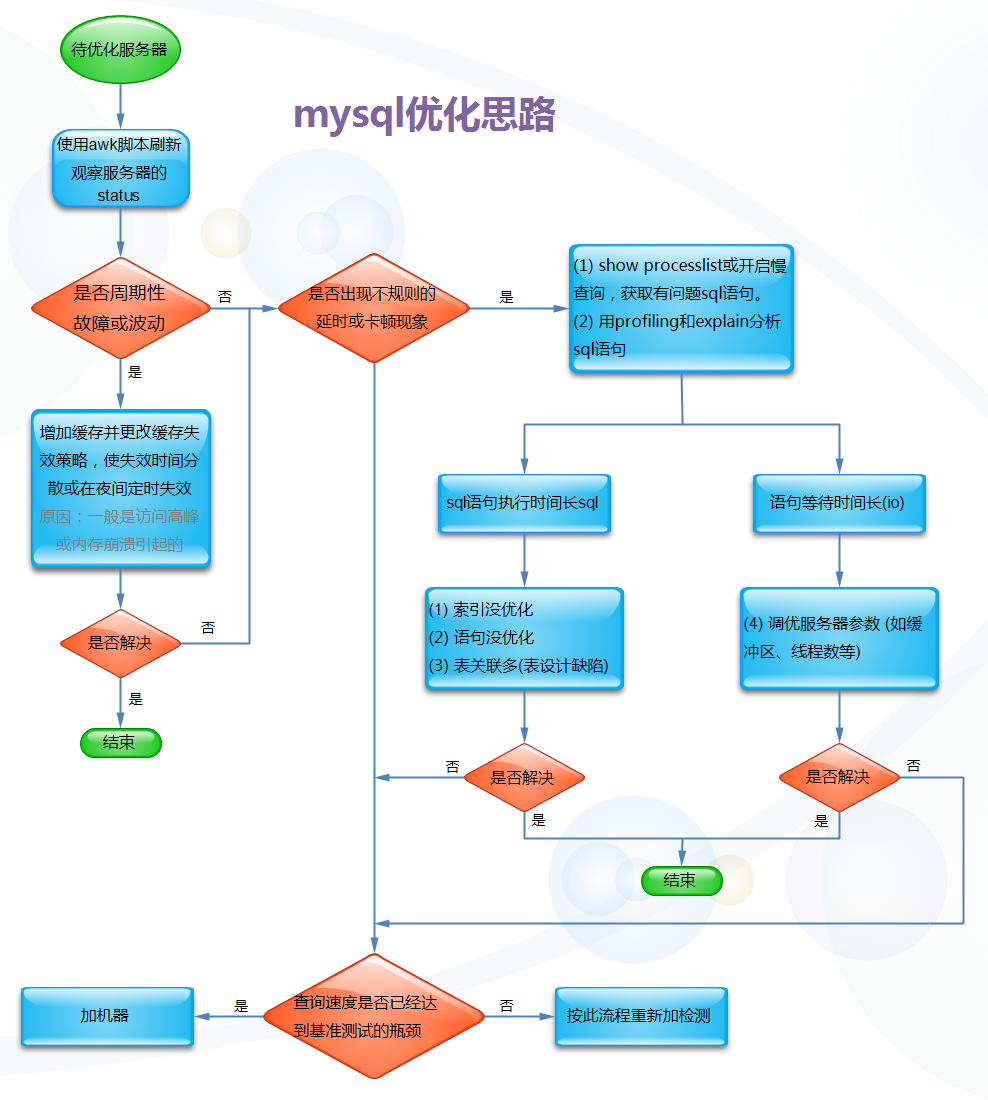 待优化服务器
mysql优化思路
使用awk脚本刷新
观察服务器的
status
是否周期性
故障或波动
否
是
是否出现不规则的
延时或卡顿现象
是
(1) show processlist或开启慢
查询，获取有问题sql语句。
(2) 用profiling和explain分析
sql语句
增加缓存并更改缓存失
效策略，使失效时间分
散或在夜间定时失效
原因：一般是访问高峰
或内存崩溃引起的
是否解决
否
是
结束
sql语句执行时间长sql
语句等待时间长(io)
(1) 索引没优化
(2) 语句没优化
(3) 表关联多(表设计缺陷)
(4) 调优服务器参数 (如缓
冲区、线程数等)
否
是否解决
是
是否解决
否
是
结束
查询速度是否已经达
到基准测试的瓶颈
是
加机器
否
按此流程重新加检测